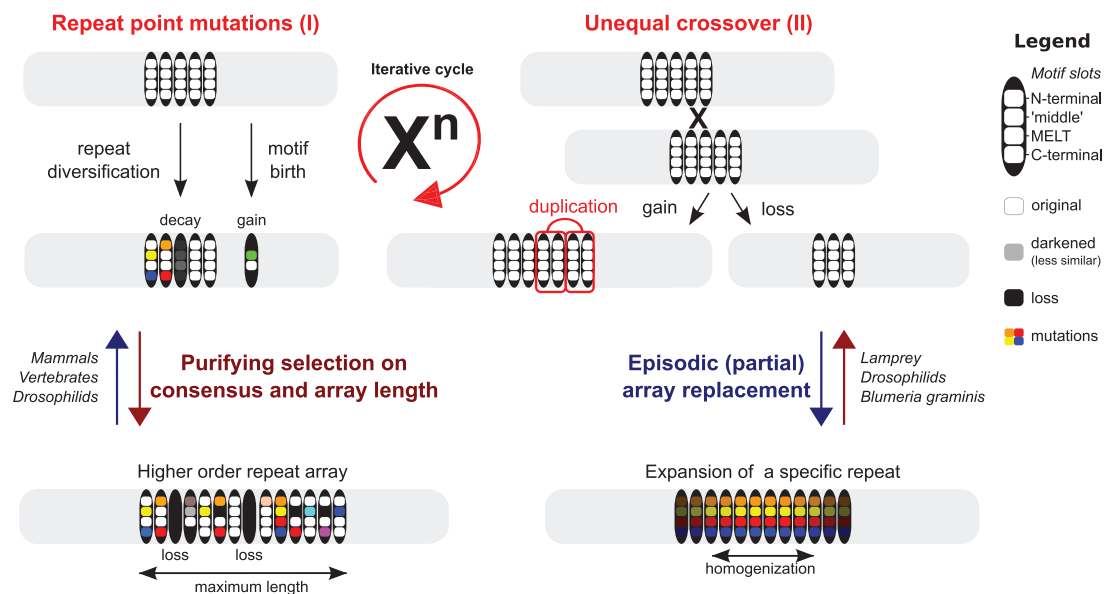 Repeat point mutations (I)
Unequal crossover (II)
Iterative cycle
Xn
X
repeat
diversification
motif
birth
decay
gain
duplication
gain
loss
Legend
Motif slots
N-terminal
'middle'
MELT
C-terminal
original
darkened
(less similar)
loss
mutations
Mammals
Vertebrates
Drosophilids
Purifying selection on
consensus and array length
Episodic (partial)
array replacement
Lamprey
Drosophilids
Blumeria graminis
Higher order repeat array
loss
loss
maximum length
Expansion of a specific repeat
homogenization